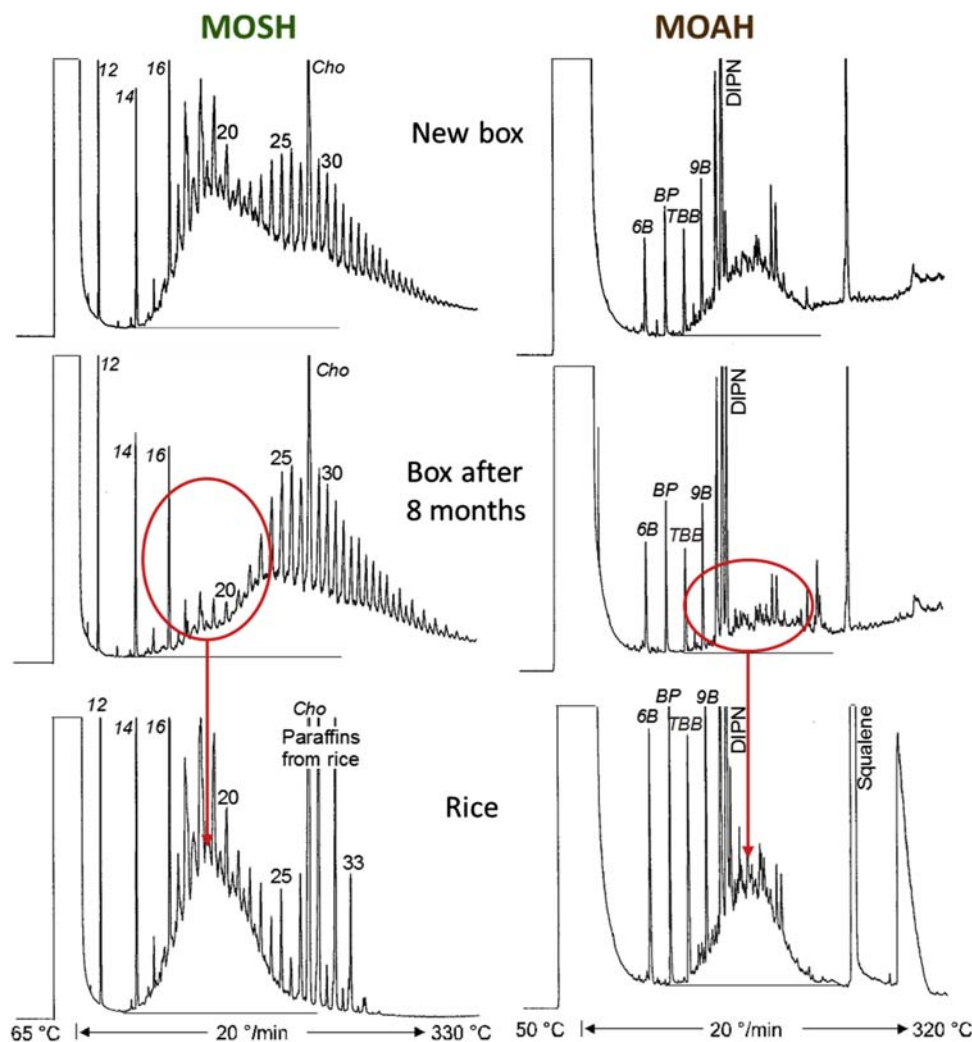 MOSH
MOAH
12
14
16
20
25
Cho
30
New box
6B
BP
TBB
9B
DIPN
12
14
16
20
25
Cho
30
Box after
8 months
6B
BP
TBB
9B
DIPN
12
14
16
20
25
Cho
Paraffins
from rice
33
Rice
6B
BP
TBB
9B
DIPN
Squalene
65 °C
20 °/min
330 °C
50 °C
20 °/min
320 °C